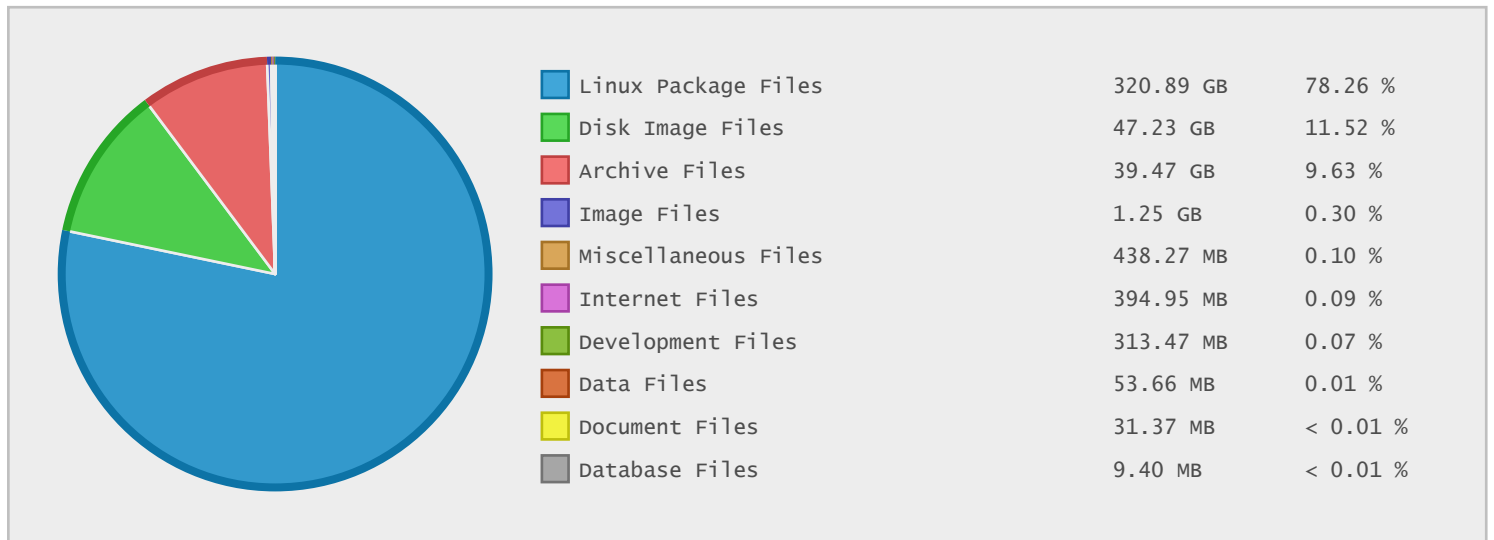 Linux Package Files 320.89 GB 78.26 %
Disk Image Files 47.23 GB 11.52 %
Archive Files 39.47 GB 9.63 %
Image Files 1.25 GB 0.30 %
Miscellaneous Files 438.27 MB 0.10 %
Internet Files 394.95 MB 0.09 %
Development Files 313.47 MB 0.07 %
Data Files 53.66 MB 0.01 %
Document Files 31.37 MB < 0.01 %
Database Files 9.40 MB < 0.01 %